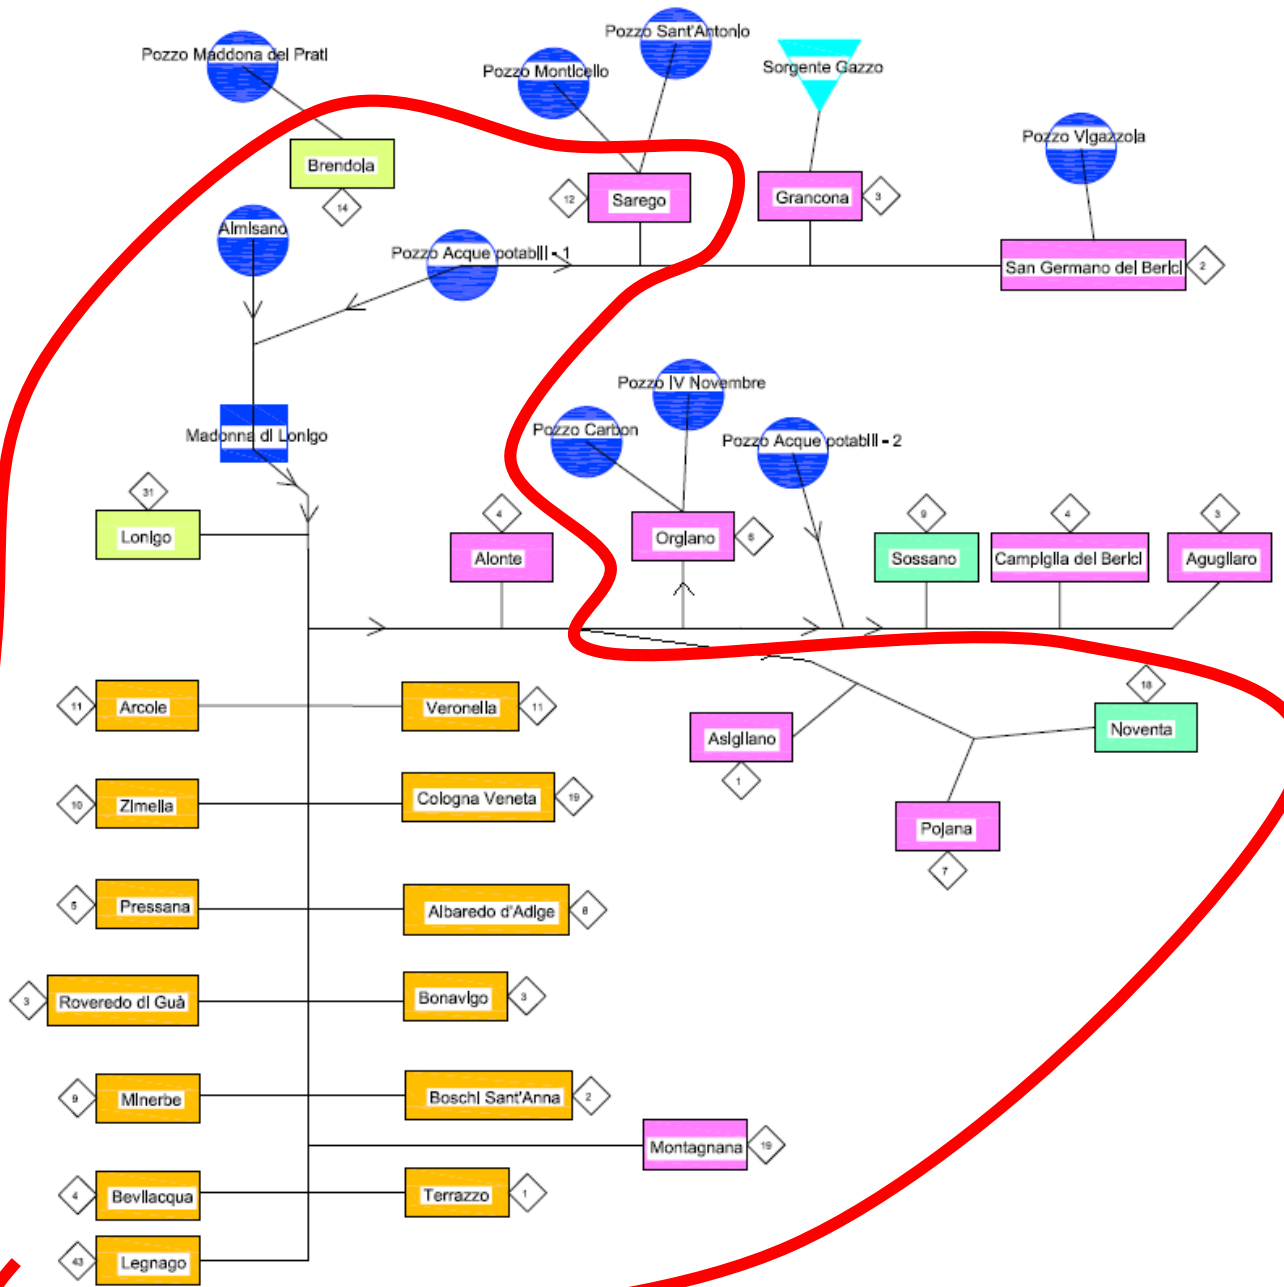 Pozzo Sant'Antonio
Pozzo Maddona dei Prati
Pozzo Monticello
Sorgente Gazzo
Pozzo Vigazzola
Brendola
14
12
Sarego
Grancona
3
Almisano
Pozzo Acque potabili - 1
San Germano dei Berici
2
Pozzo IV Novembre
Pozzo Carbon
Pozzo Acque potabili - 2
Madonna di Lonigo
31
Lonigo
4
Alonte
Orgiano
6
9
Sossano
4
Campiglia dei Berici
3
Agugliaro
11
Arcole
Veronella
11
Asigliano
1
18
Noventa
10
Zimella
Cologna Veneta
19
Pojana
7
5
Pressana
Albaredo d'Adige
8
3
Roveredo di Guà
Bonavigo
3
9
Minerbe
Boschi Sant'Anna
2
Montagnana
19
4
Bevilacqua
Terrazzo
1
43
Legnago